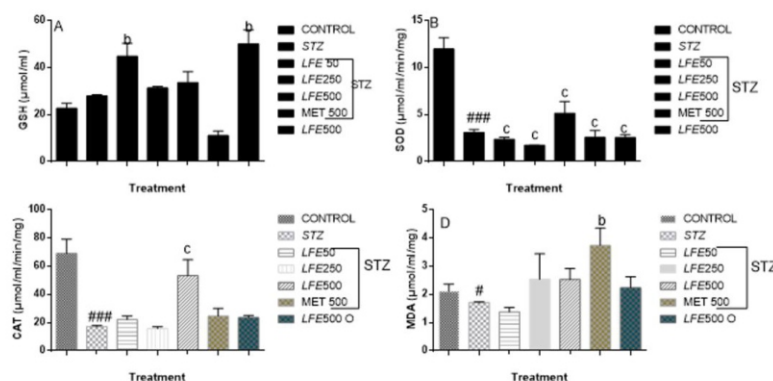 A
GSH (μmol/ml)
60
40
20
0
b
b
Treatment
CONTROL
STZ
LFE 50
LFE250
LFE500
MET 500
LFE500
STZ
B
SOD (μmol/ml/min/mg)
15
10
5
0
###
c
c
c
c
c
Treatment
CONTROL
STZ
LFE50
LFE250
LFE500
MET 500
LFE500
STZ
CAT (μmol/ml/min/mg)
100
80
60
40
20
0
###
c
Treatment
CONTROL
STZ
LFE50
LFE250
LFE500
MET 500
LFE500 O
STZ
D
MDA (μmol/ml/mg)
5
4
3
2
1
0
#
b
Treatment
CONTROL
STZ
LFE50
LFE250
LFE500
MET 500
LFE500 O
STZ